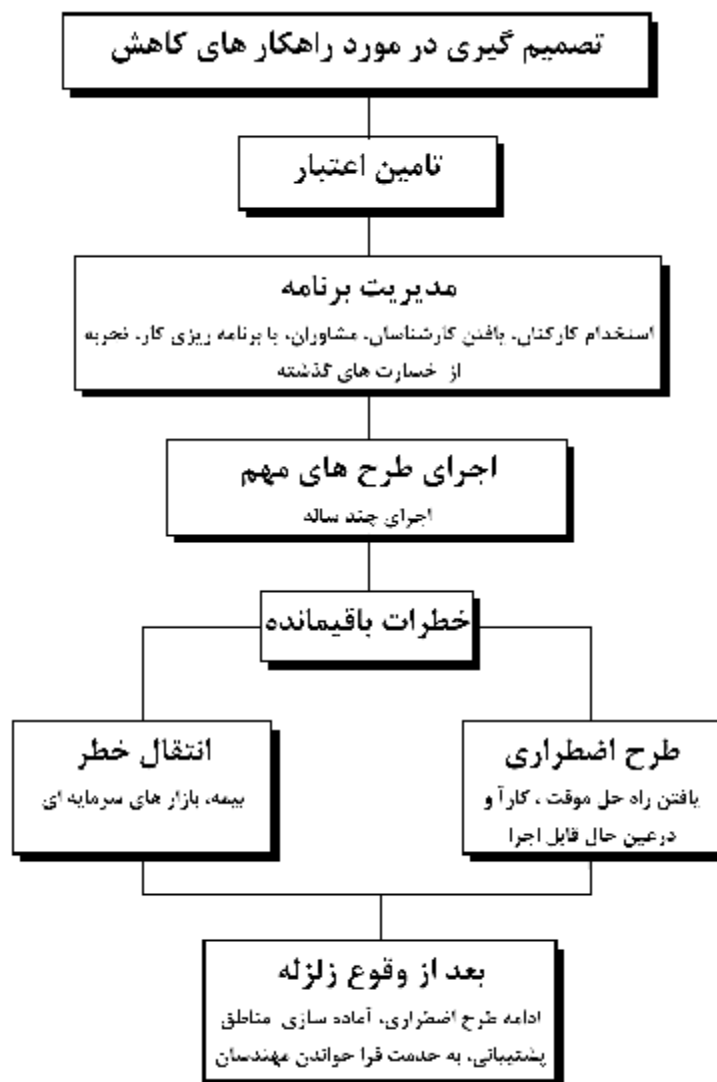 تصمیم گیری در مورد راهکار های کاهش
تامین اعتبار
مدیریت برنامه
استخدام کارکنان، یافتن کارشناسان، مشاوران، با برنامه ریزی کار، تجربه
از خسارت های گذشته
اجرای طرح های مهم
اجرای چند ساله
خطرات باقیمانده
طرح اضطراری
یافتن راه حل موقت ، کارآ و
درعین حال قابل اجرا
انتقال خطر
بیمه، بازار های سرمایه ای
بعد از وقوع زلزله
ادامه طرح اضطراری، آماده سازی مناطق
پشتیبانی، به خدمت فرا خواندن مهندسان